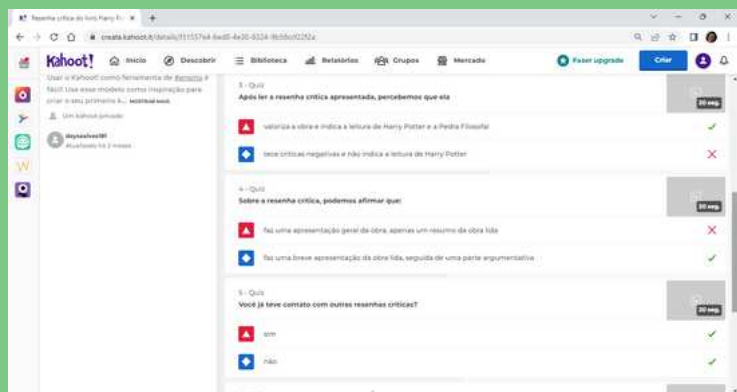 Resenha crítica do livro Harry P
Kahoot!
Início
Descobrir
Biblioteca
Relatórios
Grupos
Mercado
Fazer upgrade
Criar
Usar o Kahoot! como ferramenta de #ensino é
fácil! Use esse modelo como inspiração para
criar o seu primeiro k... MOSTRAR MAIS
Um kahoot privado
Atualizado há 2 meses
3 - Quiz
Após ler a resenha crítica apresentada, percebemos que ela
20 seg.
valoriza a obra e indica a leitura de Harry Potter e a Pedra Filosofal
tece críticas negativas e não indica a leitura de Harry Potter
4 - Quiz
Sobre a resenha crítica, podemos afirmar que:
20 seg.
faz uma apresentação geral da obra, apenas um resumo da obra lida
faz uma breve apresentação da obra lida, seguida de uma parte argumentativa
5 - Quiz
Você já teve contato com outras resenhas críticas?
20 seg.
sim
não